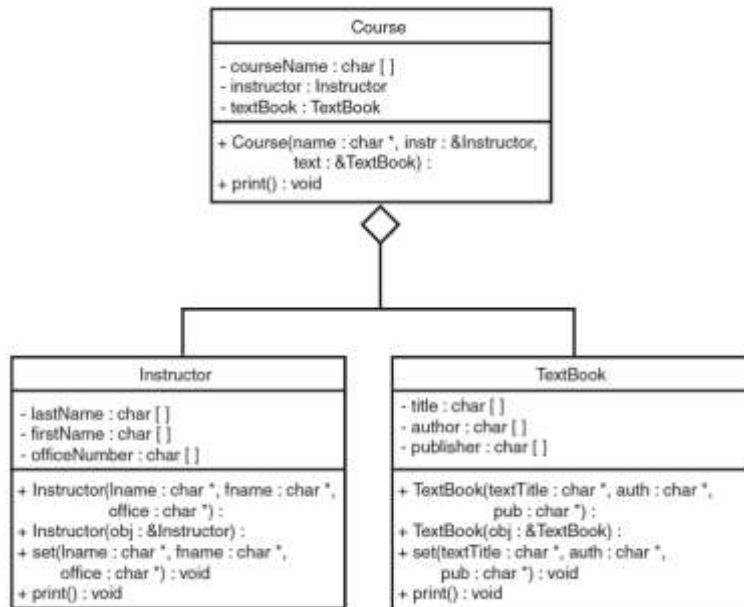 Course
- courseName : char [ ]
- instructor : Instructor
- textBook : TextBook
+ Course(name : char *, instr : &Instructor,
text : &TextBook) :
+ print() : void
Instructor
- lastName : char [ ]
- firstName : char [ ]
- officeNumber : char [ ]
+ Instructor(lname : char *, fname : char *,
office : char *) :
+ Instructor(obj : &Instructor) :
+ set(lname : char *, fname : char *,
office : char *) : void
+ print() : void
TextBook
- title : char [ ]
- author : char [ ]
- publisher : char [ ]
+ TextBook(textTitle : char *, auth : char *,
pub : char *) :
+ TextBook(obj : &TextBook) :
+ set(textTitle : char *, auth : char *,
pub : char *) : void
+ print() : void